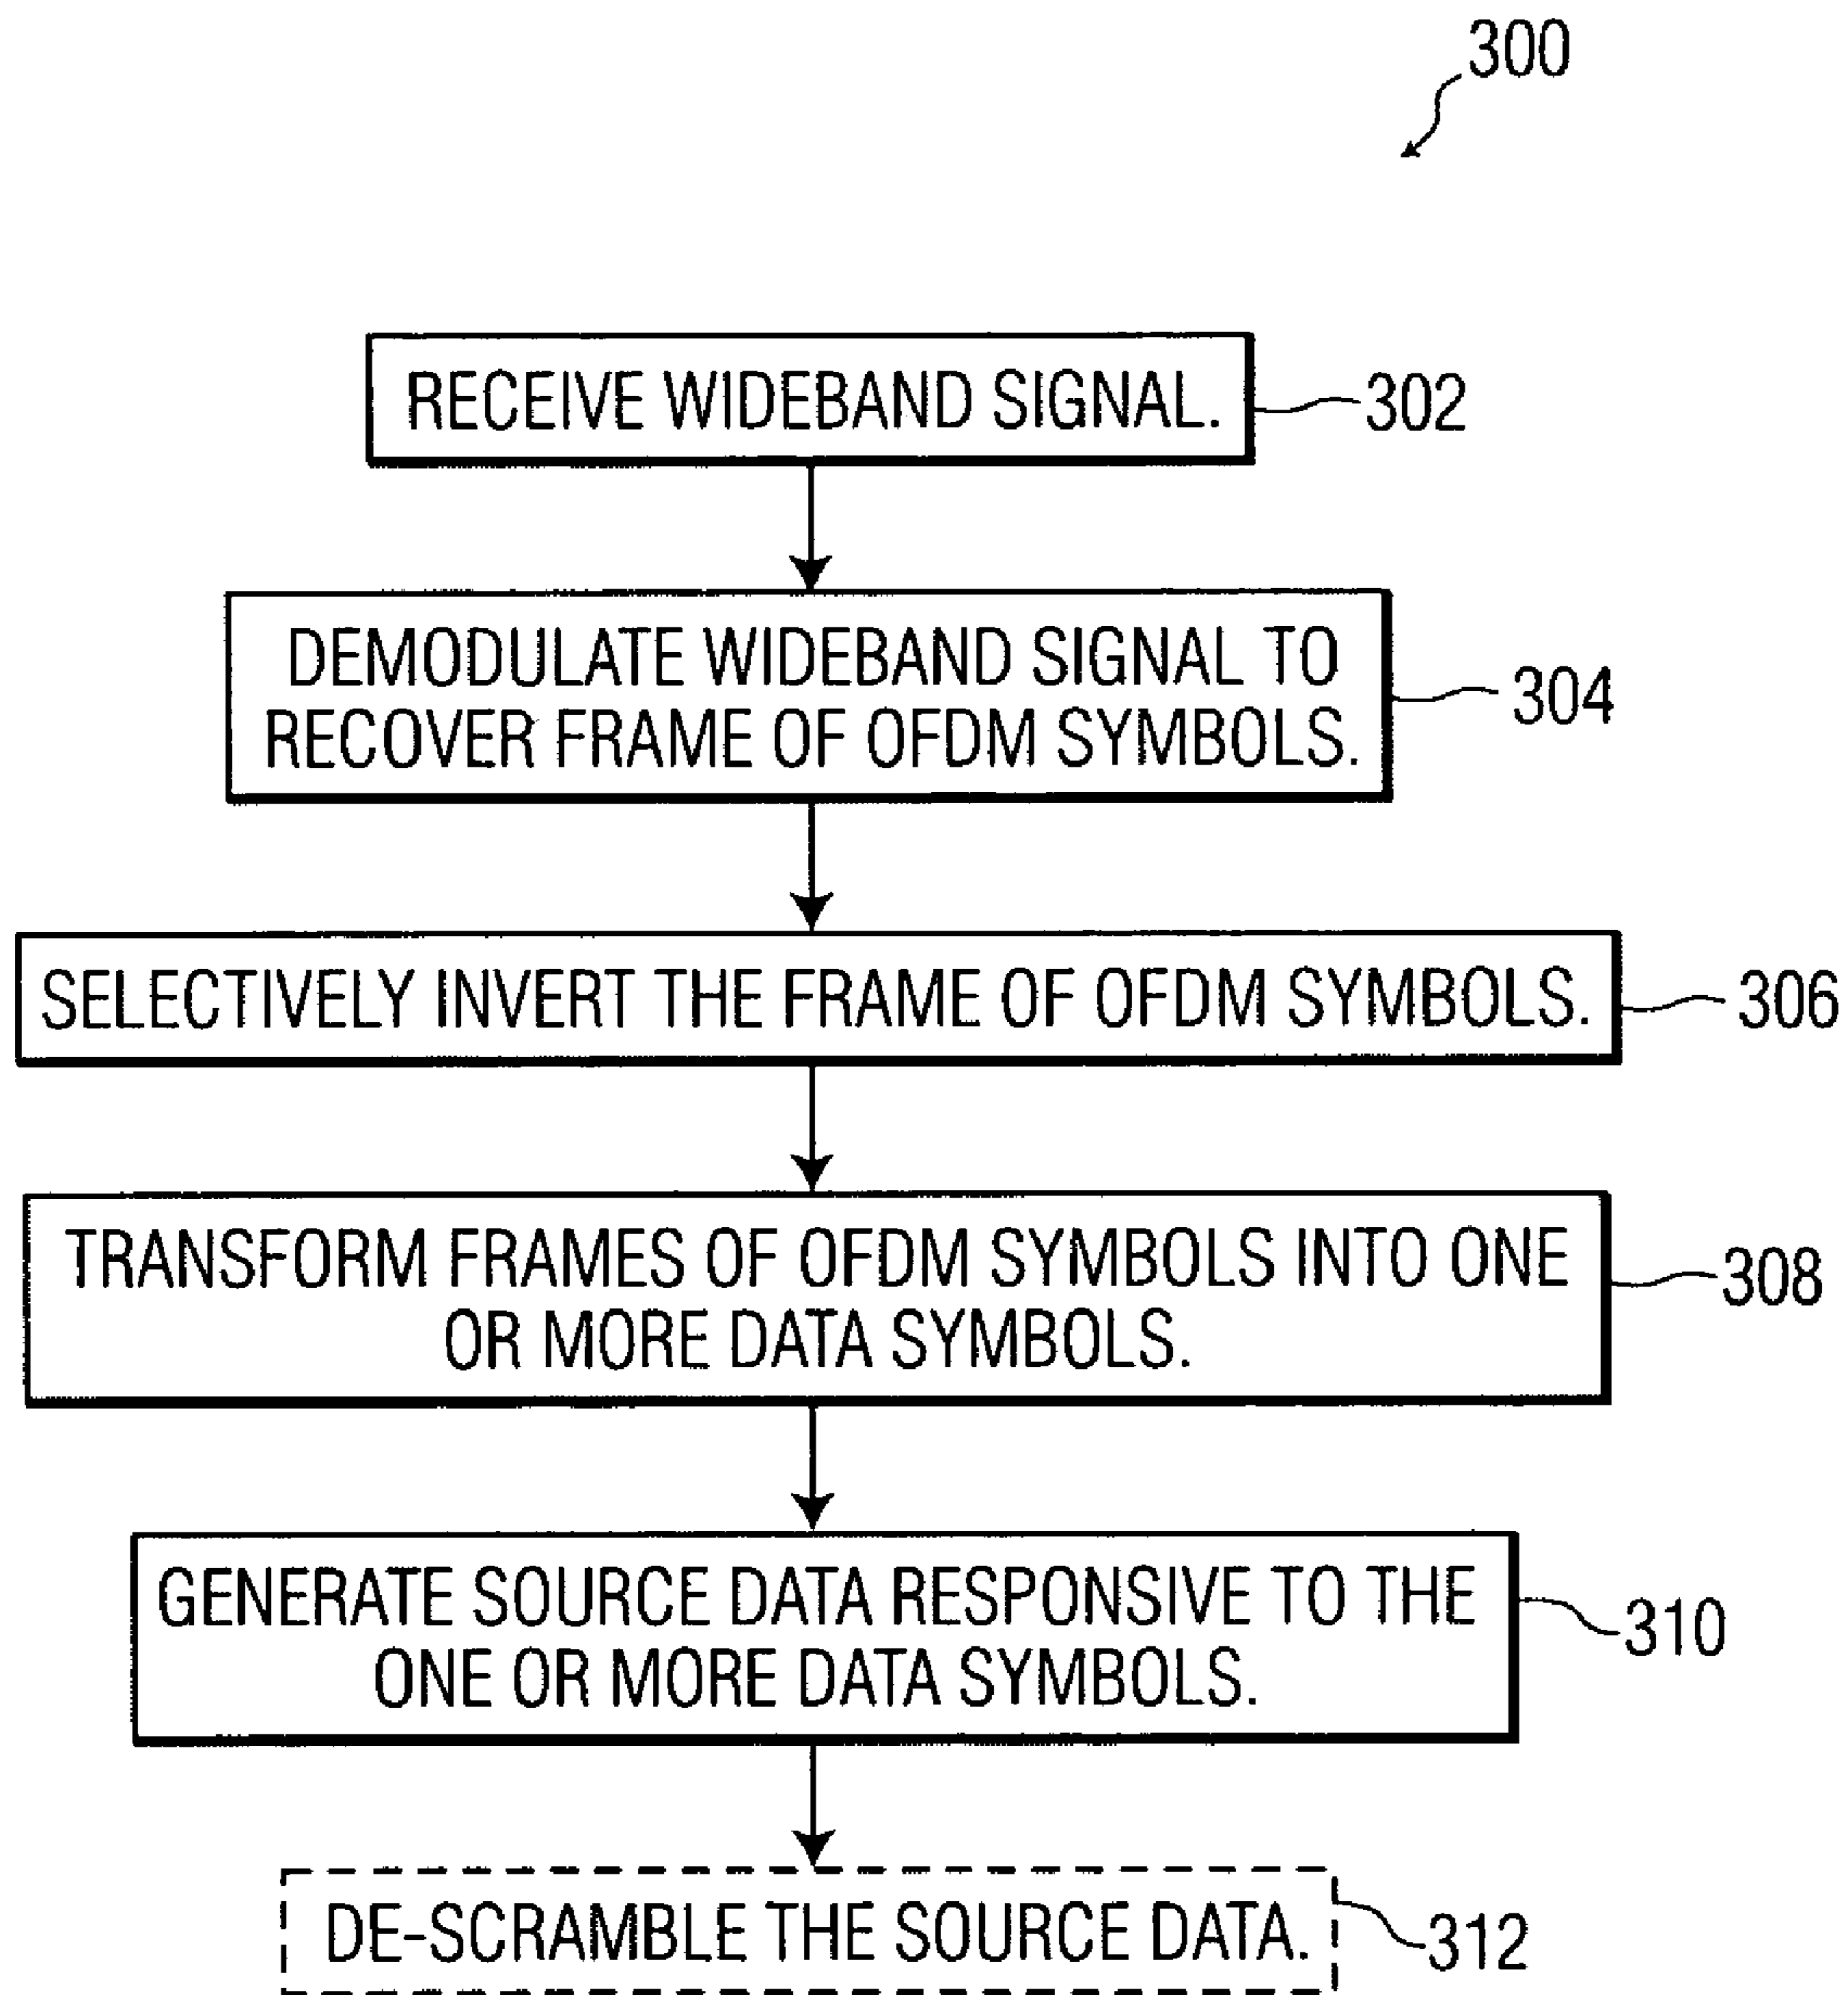 300
RECEIVE WIDEBAND SIGNAL.
302
DEMODULATE WIDEBAND SIGNAL TO
RECOVER FRAME OF OFDM SYMBOLS.
304
SELECTIVELY INVERT THE FRAME OF OFDM SYMBOLS.
306
TRANSFORM FRAMES OF OFDM SYMBOLS INTO ONE
OR MORE DATA SYMBOLS.
308
GENERATE SOURCE DATA RESPONSIVE TO THE
ONE OR MORE DATA SYMBOLS.
310
DE-SCRAMBLE THE SOURCE DATA.
312